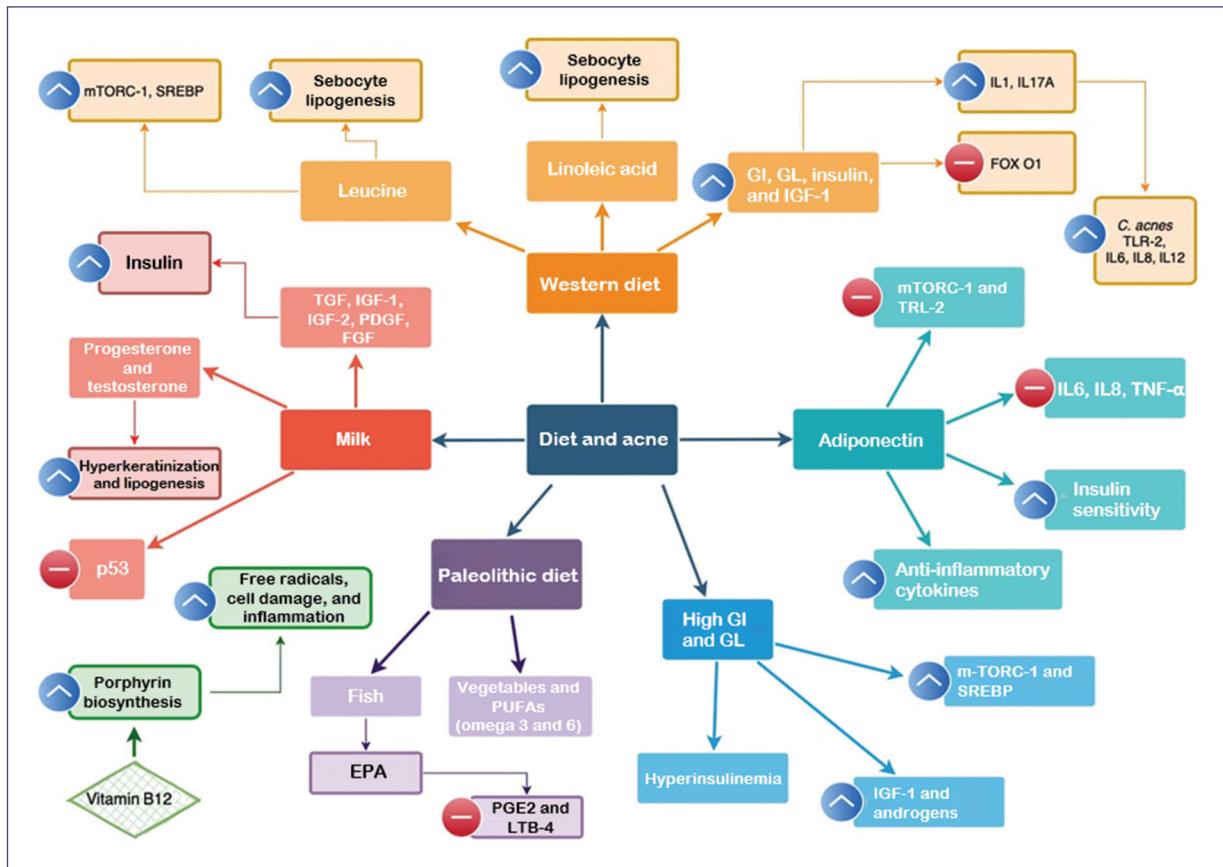 mTORC-1, SREBP
Sebocyte
lipogenesis
Sebocyte
lipogenesis
IL1, IL17A
FOX O1
Leucine
Linoleic acid
GI, GL, insulin,
and IGF-1
C. acnes
TLR-2,
IL6, IL8, IL12
Insulin
Western diet
mTORC-1 and
TRL-2
TGF, IGF-1,
IGF-2, PDGF,
FGF
Progesterone
and
testosterone
IL6, IL8, TNF-α
Milk
Diet and acne
Adiponectin
Hyperkeratinization
and lipogenesis
Insulin
sensitivity
p53
Paleolithic diet
Anti-inflammatory
cytokines
Free radicals,
cell damage, and
inflammation
High GI
and GL
Porphyrin
biosynthesis
Fish
Vegetables and
PUFAs
(omega 3 and 6)
m-TORC-1 and
SREBP
EPA
Hyperinsulinemia
Vitamin B12
PGE2 and
LTB-4
IGF-1 and
androgens